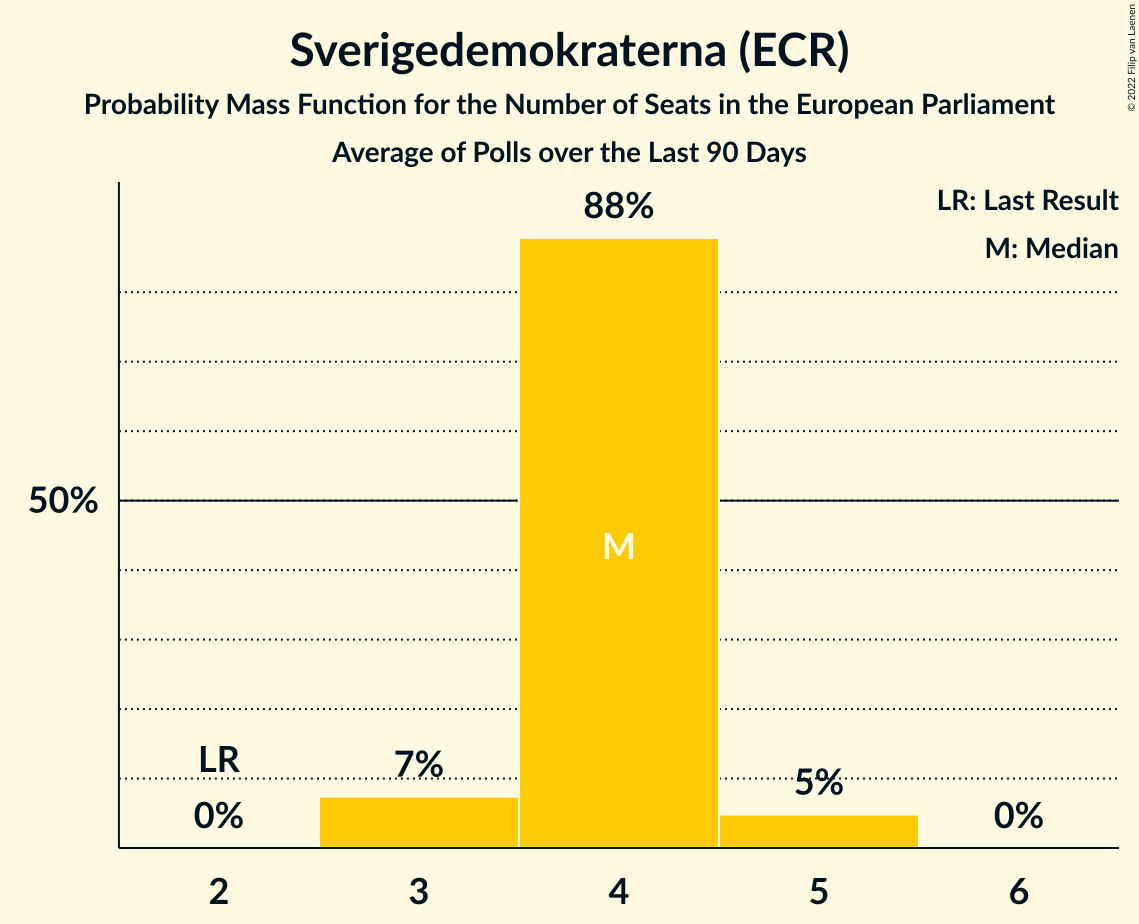 Sverigedemokraterna (ECR)
Probability Mass Function for the Number of Seats in the European Parliament
Average of Polls over the Last 90 Days
© 2022 Filip van Laenen
LR: Last Result
M: Median
88%
50%
M
LR
7%
5%
0%
0%
2
3
4
5
6